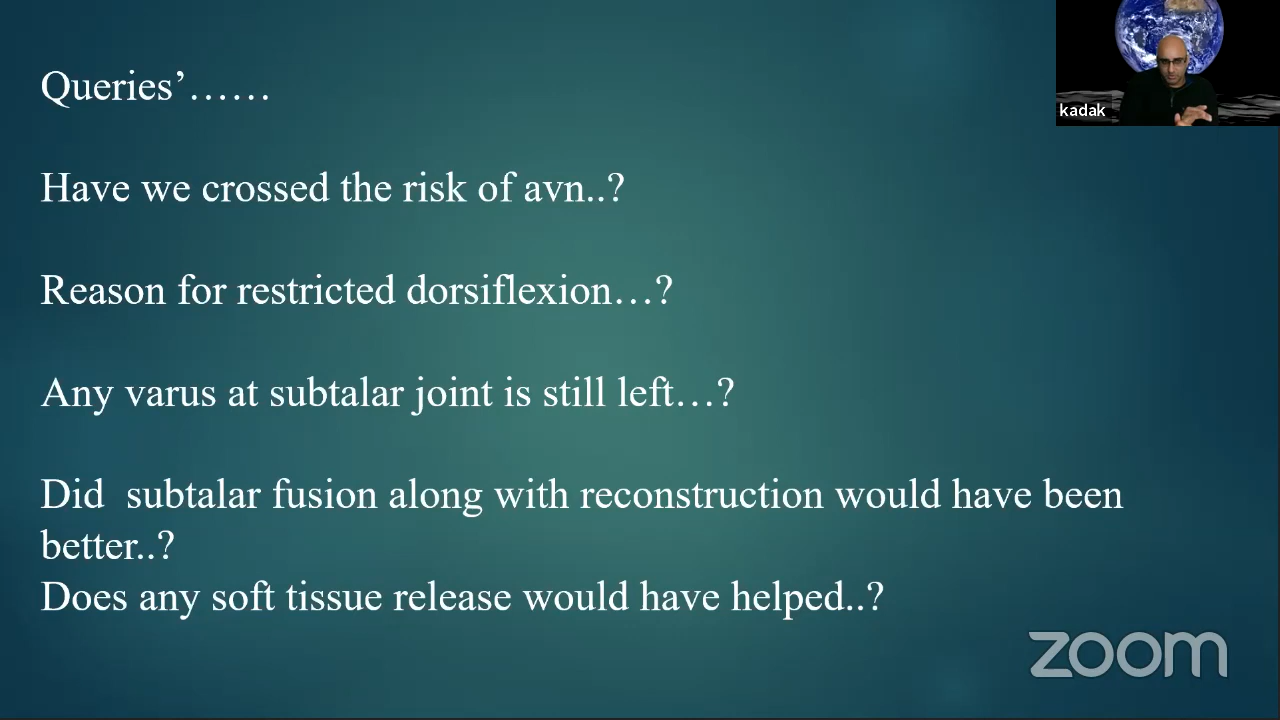 Queries’......
kadak
Have we crossed the risk of avn..?
Reason for restricted dorsiflexion…?
Any varus at subtalar joint is still left…?
Did  subtalar fusion along with reconstruction would have been
better..?
Does any soft tissue release would have helped..?
zoom